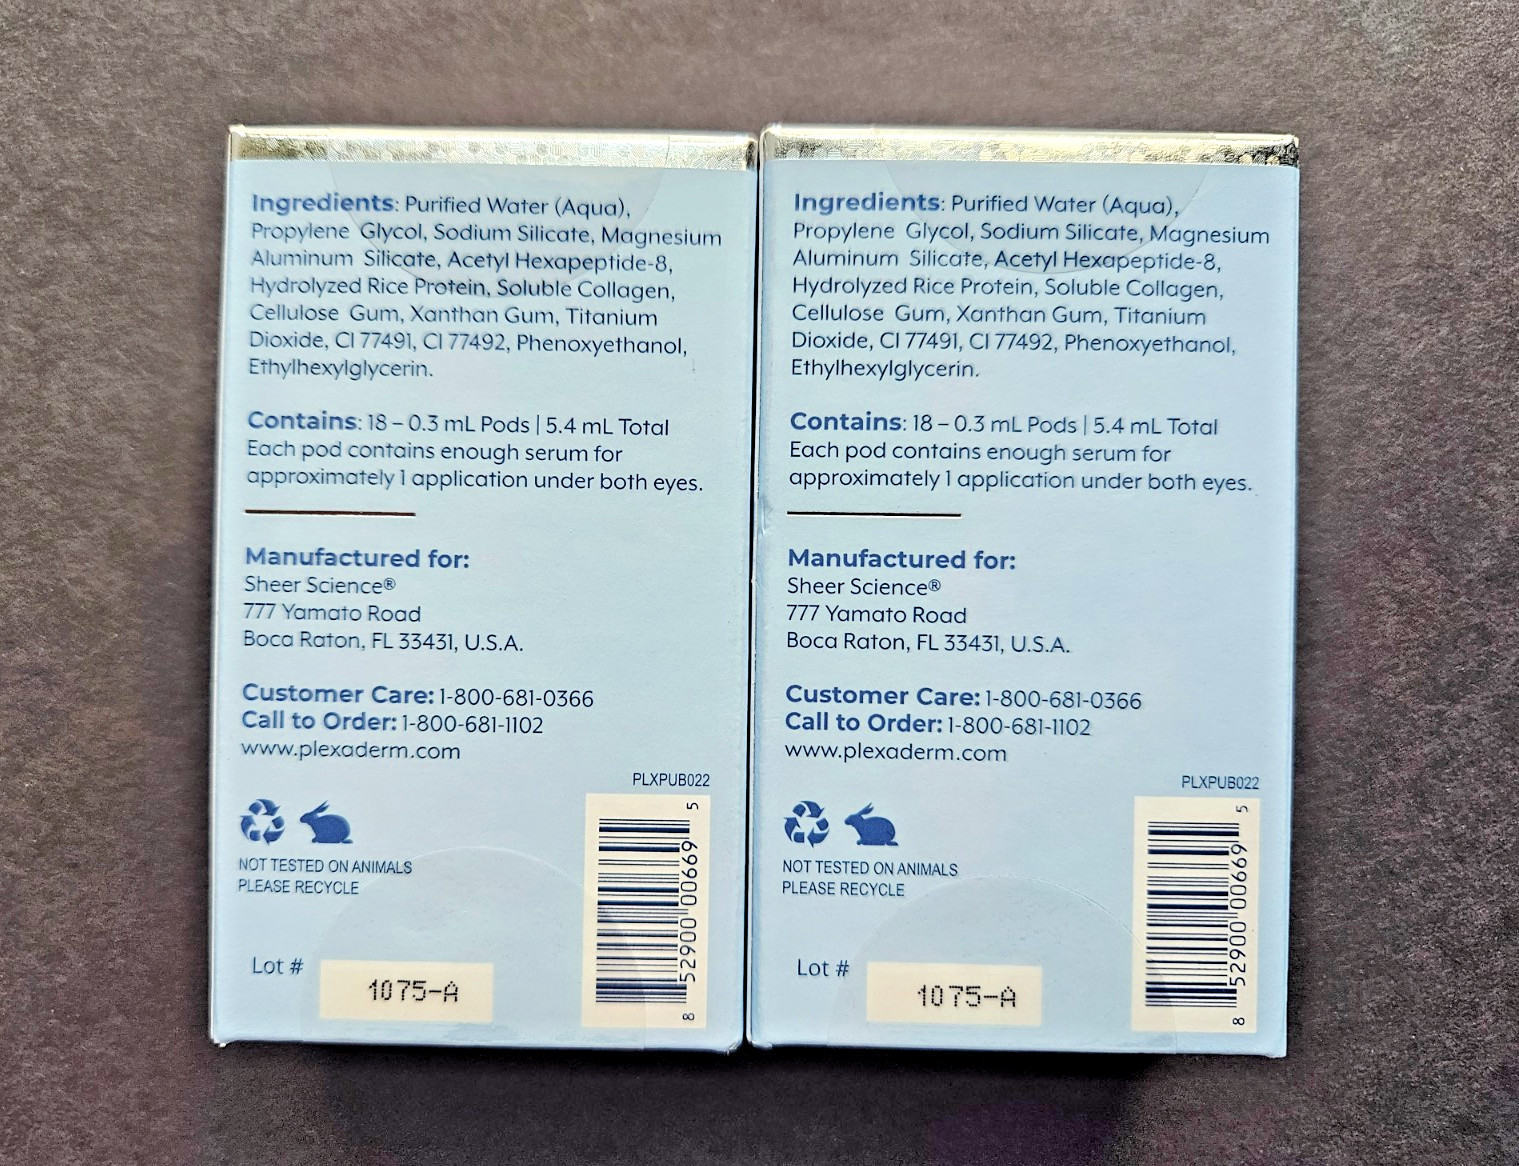 Ingredients: Purified Water (Aqua),
Propylene Glycol, Sodium Silicate, Magnesium
Aluminum Silicate, Acetyl Hexapeptide-8,
Hydrolyzed Rice Protein, Soluble Collagen,
Cellulose Gum, Xanthan Gum, Titanium
Dioxide, CI 77491, CI 77492, Phenoxyethanol,
Ethylhexylglycerin.
Contains: 18 – 0.3 mL Pods | 5.4 mL Total
Each pod contains enough serum for
approximately 1 application under both eyes.
Manufactured for:
Sheer Science®
777 Yamato Road
Boca Raton, FL 33431, U.S.A.
Customer Care: 1-800-681-0366
Call to Order: 1-800-681-1102
www.plexaderm.com
PLXPUB022
NOT TESTED ON ANIMALS
PLEASE RECYCLE
8 52900 00669 5
Lot # 1075-A
Ingredients: Purified Water (Aqua),
Propylene Glycol, Sodium Silicate, Magnesium
Aluminum Silicate, Acetyl Hexapeptide-8,
Hydrolyzed Rice Protein, Soluble Collagen,
Cellulose Gum, Xanthan Gum, Titanium
Dioxide, CI 77491, CI 77492, Phenoxyethanol,
Ethylhexylglycerin.
Contains: 18 – 0.3 mL Pods | 5.4 mL Total
Each pod contains enough serum for
approximately 1 application under both eyes.
Manufactured for:
Sheer Science®
777 Yamato Road
Boca Raton, FL 33431, U.S.A.
Customer Care: 1-800-681-0366
Call to Order: 1-800-681-1102
www.plexaderm.com
PLXPUB022
NOT TESTED ON ANIMALS
PLEASE RECYCLE
8 52900 00669 5
Lot # 1075-A